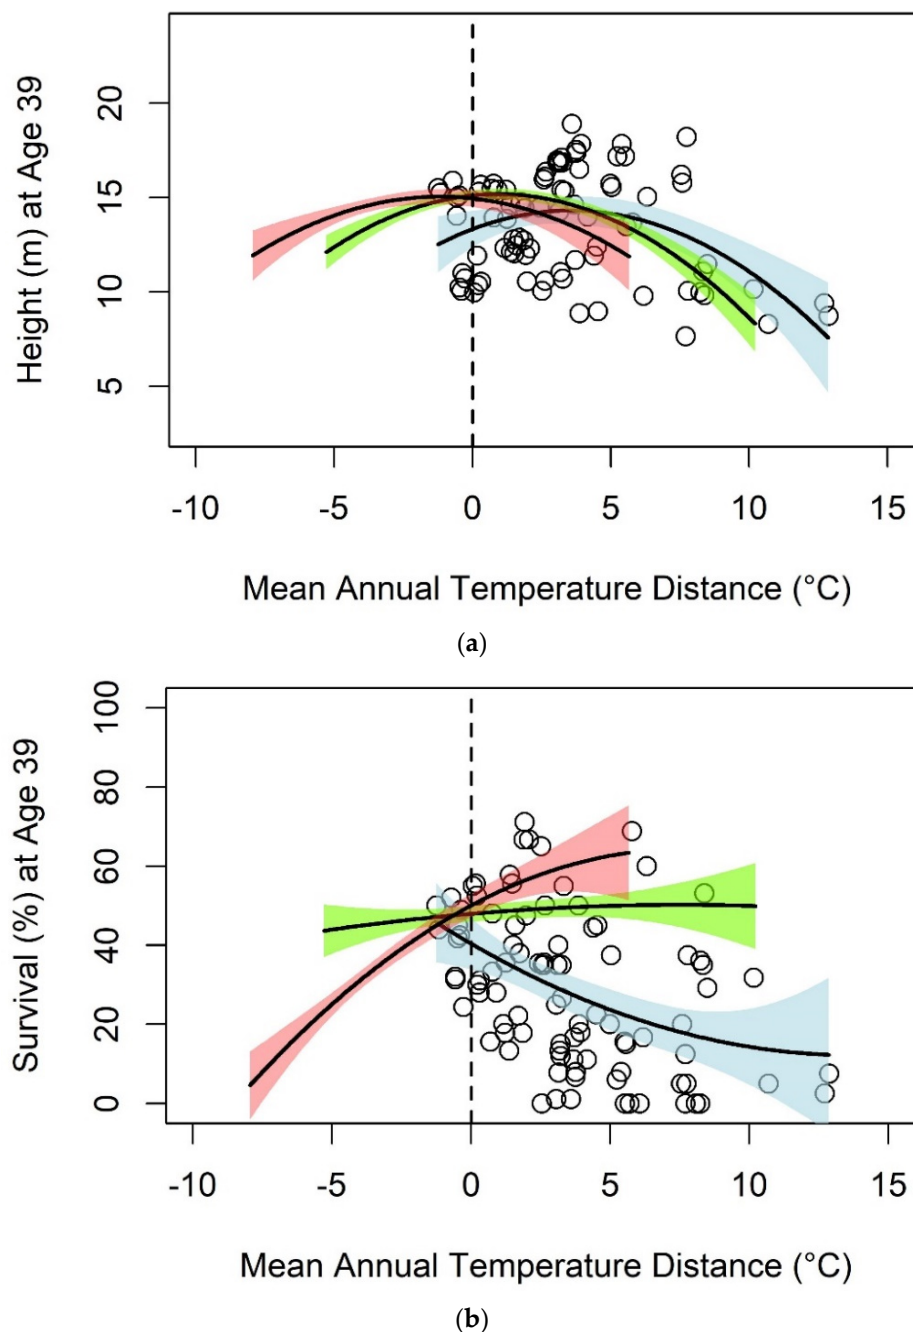 Height (m) at Age 39
20
15
10
5
-10 -5 0 5 10 15
Mean Annual Temperature Distance (°C)
(a)
Survival (%) at Age 39
100
80
60
40
20
0
-10 -5 0 5 10 15
Mean Annual Temperature Distance (°C)
(b)